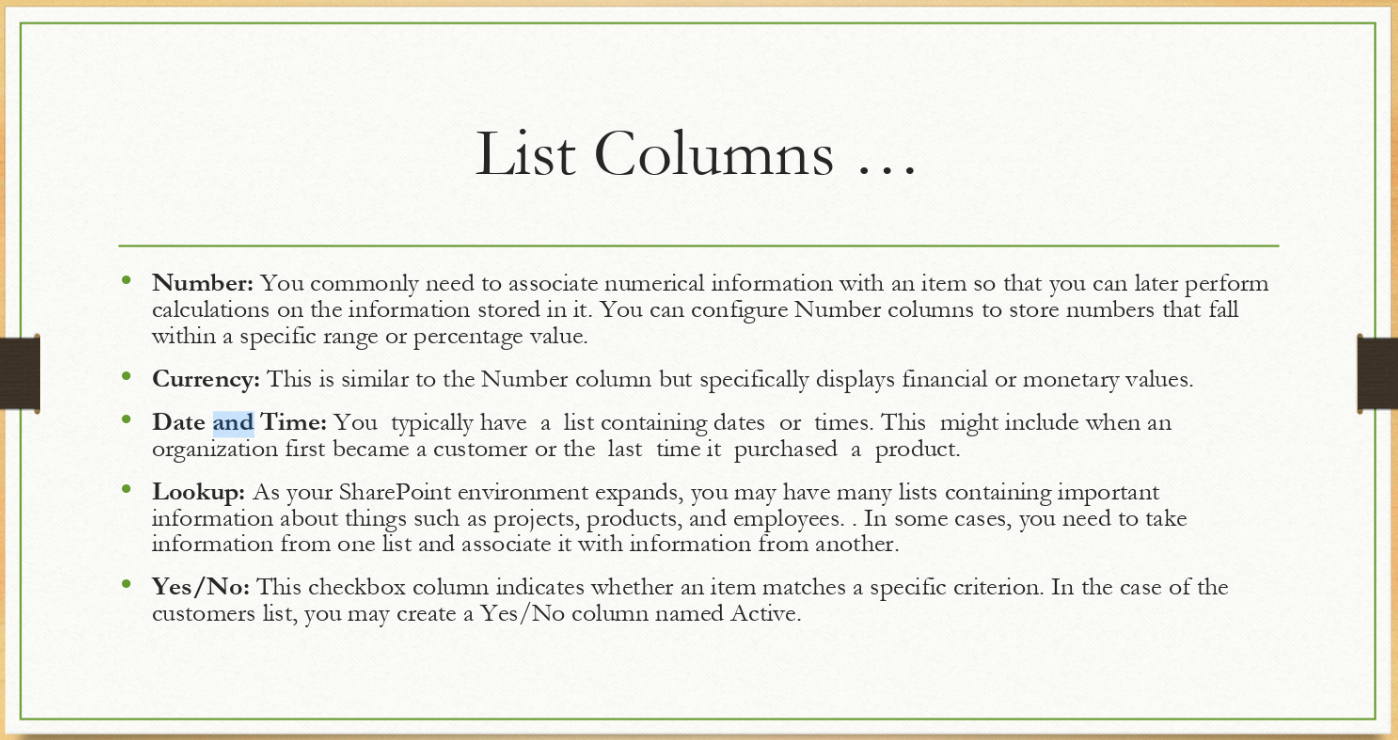 List Columns …
• Number: You commonly need to associate numerical information with an item so that you can later perform
calculations on the information stored in it. You can configure Number columns to store numbers that fall
within a specific range or percentage value.
• Currency: This is similar to the Number column but specifically displays financial or monetary values.
• Date and Time: You typically have a list containing dates or times. This might include when an
organization first became a customer or the last time it purchased a product.
• Lookup: As your SharePoint environment expands, you may have many lists containing important
information about things such as projects, products, and employees. . In some cases, you need to take
information from one list and associate it with information from another.
• Yes/No: This checkbox column indicates whether an item matches a specific criterion. In the case of the
customers list, you may create a Yes/No column named Active.